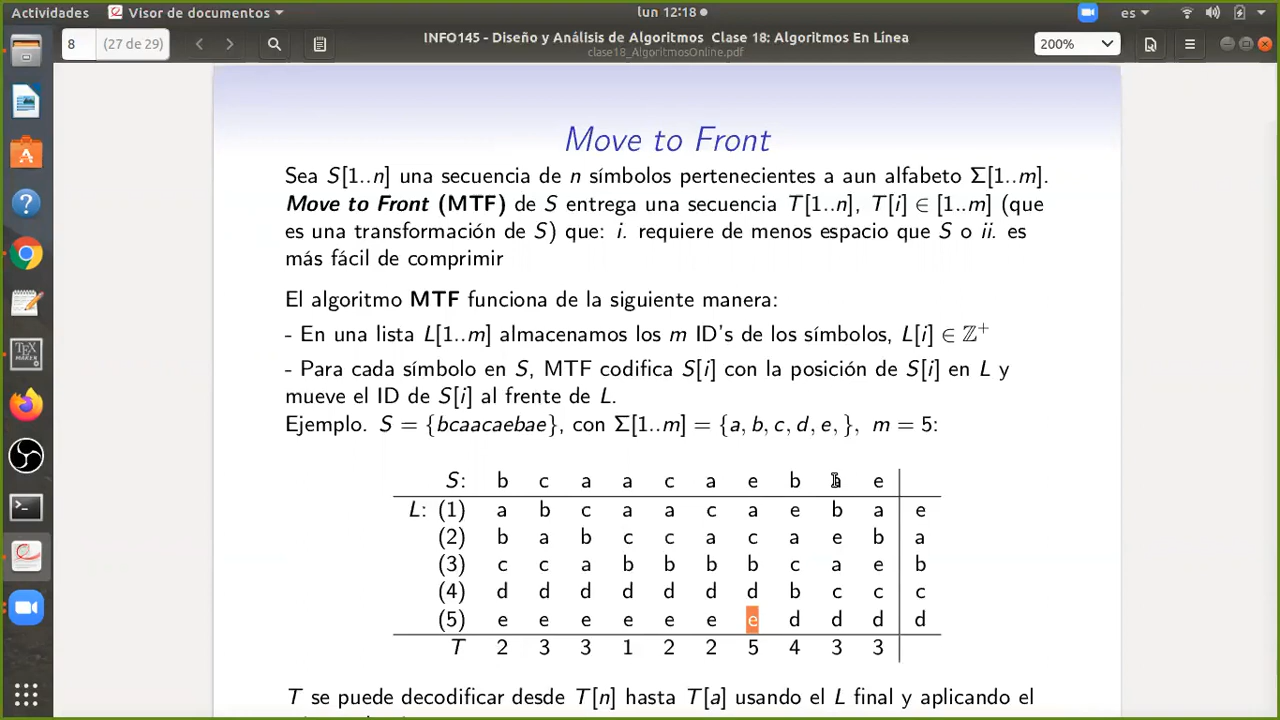 Actividades Visor de documentos lun 12:18 es
8 (27 de 29) INFO145 - Diseño y Análisis de Algoritmos Clase 18: Algoritmos En Línea 200%
clase18_AlgoritmosOnline.pdf
Move to Front
Sea S[1..n] una secuencia de n símbolos pertenecientes a aun alfabeto Σ[1..m].
Move to Front (MTF) de S entrega una secuencia T[1..n], T[i] ∈ [1..m] (que
es una transformación de S) que: i. requiere de menos espacio que S o ii. es
más fácil de comprimir
El algoritmo MTF funciona de la siguiente manera:
- En una lista L[1..m] almacenamos los m ID's de los símbolos, L[i] ∈ ℤ⁺
- Para cada símbolo en S, MTF codifica S[i] con la posición de S[i] en L y
mueve el ID de S[i] al frente de L.
Ejemplo. S = {bcaacaebae}, con Σ[1..m] = {a, b, c, d, e, }, m = 5:
S: b c a a c a e b a e
L: (1) a b c a a c a e b a e
(2) b a b c c a c a e b a
(3) c c a b b b b c a e b
(4) d d d d d d d b c c c
(5) e e e e e e e d d d d
T 2 3 3 1 2 2 5 4 3 3
T se puede decodificar desde T[n] hasta T[a] usando el L final y aplicando el